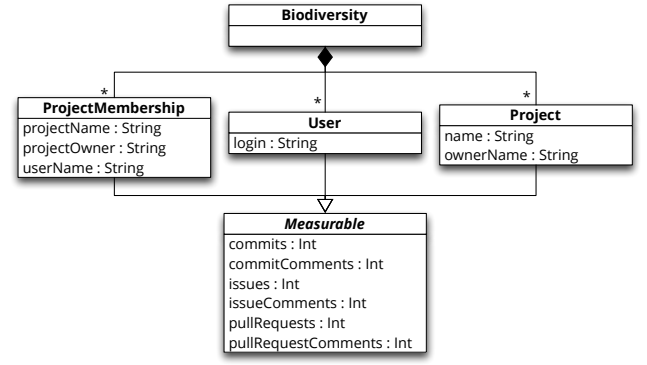 Biodiversity
*
*
*
ProjectMembership
projectName : String
projectOwner : String
userName : String
User
login : String
Project
name : String
ownerName : String
Measurable
commits : Int
commitComments : Int
issues : Int
issueComments : Int
pullRequests : Int
pullRequestComments : Int